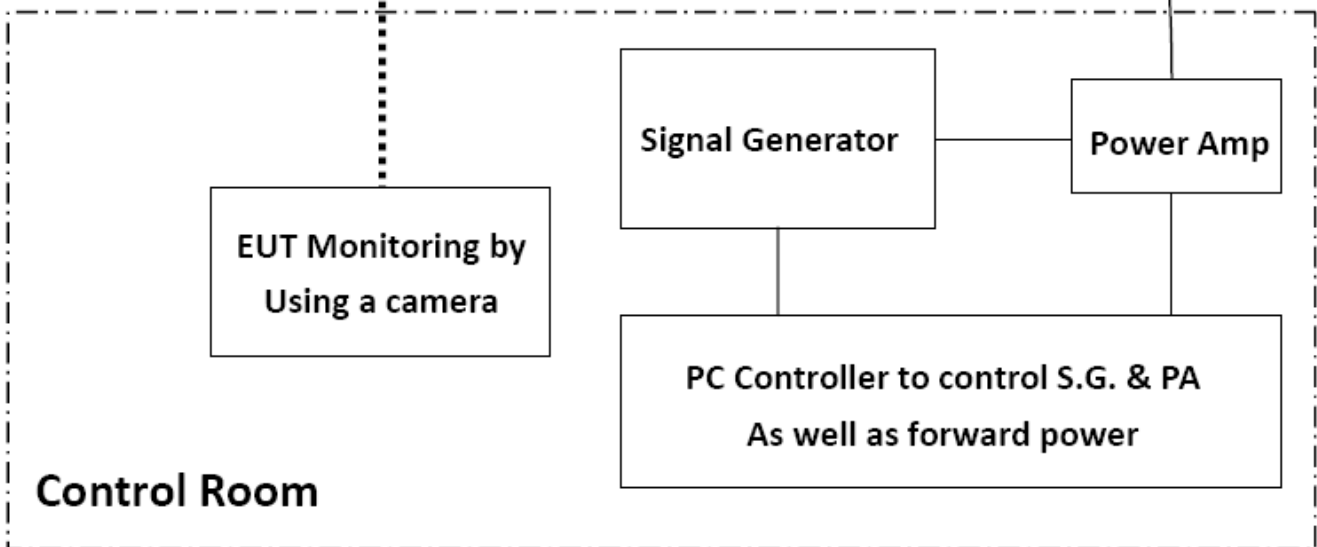 Signal Generator
Power Amp
EUT Monitoring by
Using a camera
PC Controller to control S.G. & PA
As well as forward power
Control Room